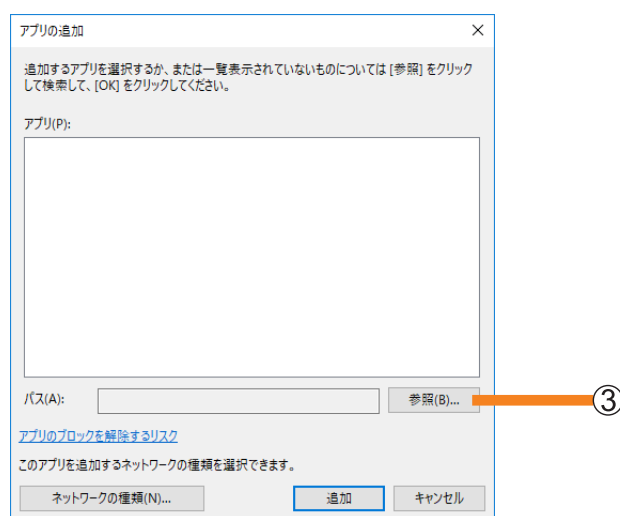 アプリの追加
追加するアプリを選択するか、または一覧表示されていないものについては [参照] をクリック
して検索して、[OK] をクリックしてください。
アプリ(P):
パス(A):
参照(B)...
③
アプリのブロックを解除するリスク
このアプリを追加するネットワークの種類を選択できます。
ネットワークの種類(N)...
追加
キャンセル